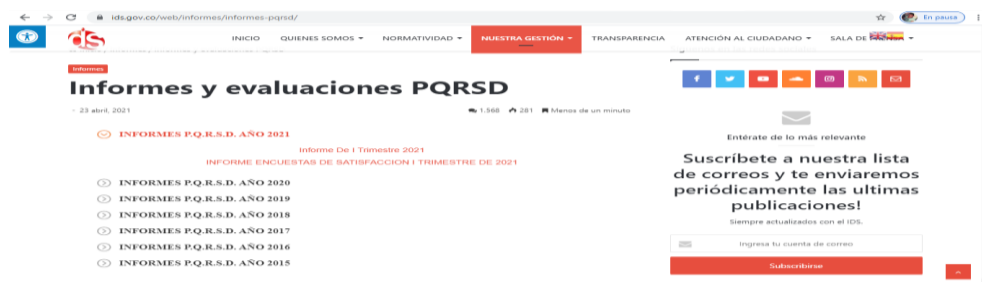 ids.gov.co/web/informes/informes-pqrsd/
En pausa
ids
INICIO QUIENES SOMOS NORMATIVIDAD NUESTRA GESTIÓN TRANSPARENCIA ATENCIÓN AL CIUDADANO SALA DE
Informes
Informes y evaluaciones PQRSD
- 23 abril, 2021 1.568 281 Menos de un minuto
INFORMES P.Q.R.S.D. AÑO 2021
Informe De I Trimestre 2021
INFORME ENCUESTAS DE SATISFACCION I TRIMESTRE DE 2021
INFORMES P.Q.R.S.D. AÑO 2020
INFORMES P.Q.R.S.D. AÑO 2019
INFORMES P.Q.R.S.D. AÑO 2018
INFORMES P.Q.R.S.D. AÑO 2017
INFORMES P.Q.R.S.D. AÑO 2016
INFORMES P.Q.R.S.D. AÑO 2015
Entérate de lo más relevante
Suscríbete a nuestra lista
de correos y te enviaremos
periódicamente las ultimas
publicaciones!
Siempre actualizados con el IDS.
Ingresa tu cuenta de correo
Subscribirse